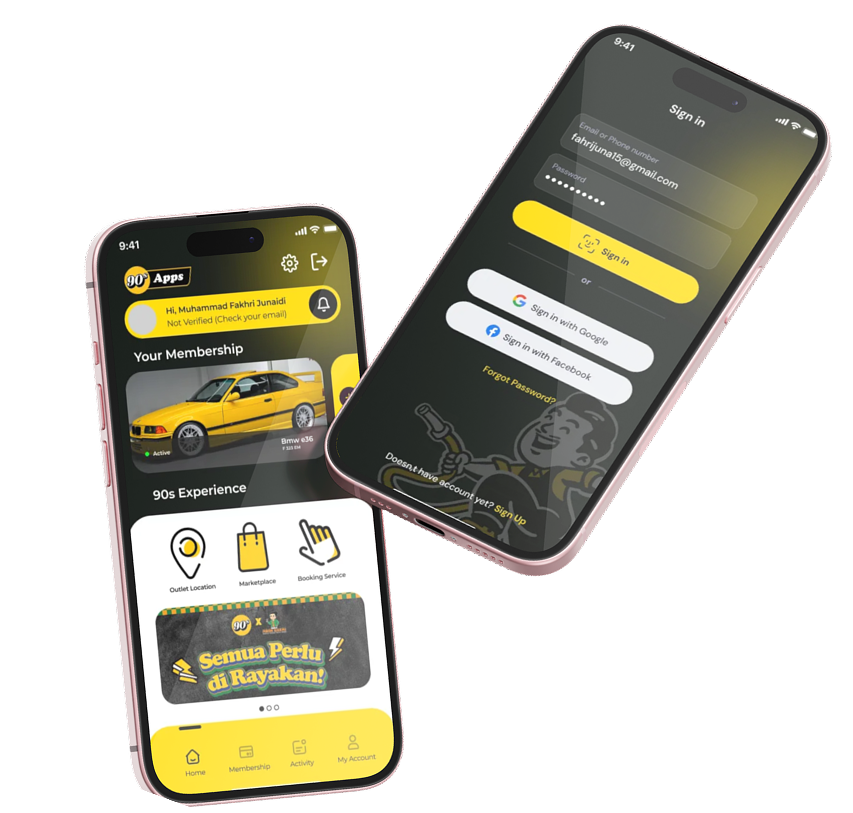 9:41
90s Apps
Hi, Muhammad Fakhri Junaidi
Not Verified (Check your email)
Your Membership
Active
Bmw e36
90s Experience
Outlet Location
Marketplace
Booking Service
90s X
Semua Perlu
di Rayakan!
Home
Membership
Activity
My Account
9:41
Sign in
Email or Phone number
fahrijuna15@gmail.com
Password
Sign in
or
Sign in with Google
Sign in with Facebook
Forgot Password?
Doesn,t have account yet? Sign Up